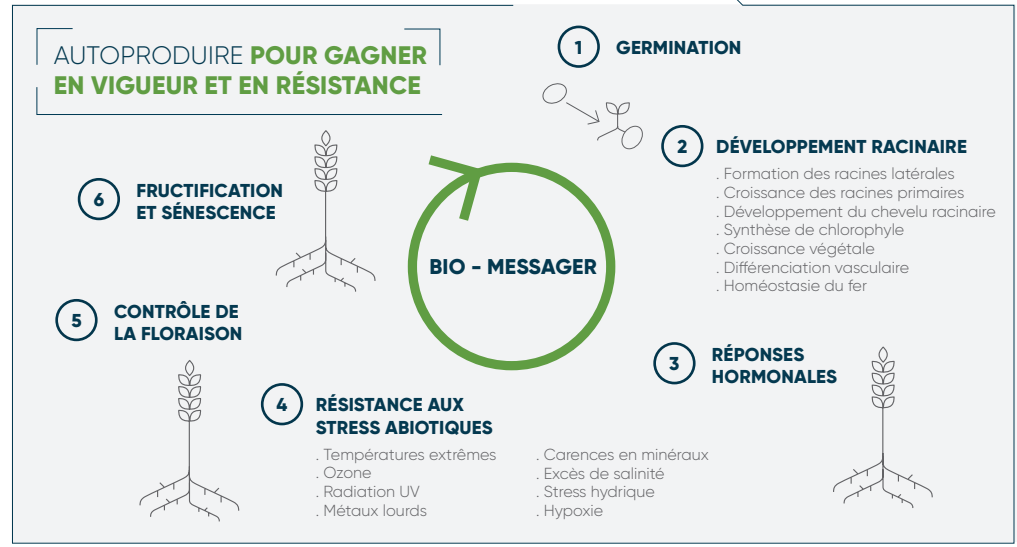 AUTOPRODUIRE POUR GAGNER
EN VIGUEUR ET EN RÉSISTANCE
1 GERMINATION
2 DÉVELOPPEMENT RACINAIRE
. Formation des racines latérales
. Croissance des racines primaires
. Développement du chevelu racinaire
. Synthèse de chlorophyle
. Croissance végétale
. Différenciation vasculaire
. Homéostasie du fer
3 RÉPONSES
HORMONALES
4 RÉSISTANCE AUX
STRESS ABIOTIQUES
. Températures extrêmes
. Ozone
. Radiation UV
. Métaux lourds
. Carences en minéraux
. Excès de salinité
. Stress hydrique
. Hypoxie
5 CONTRÔLE DE
LA FLORAISON
6 FRUCTIFICATION
ET SÉNESCENCE
BIO - MESSAGER